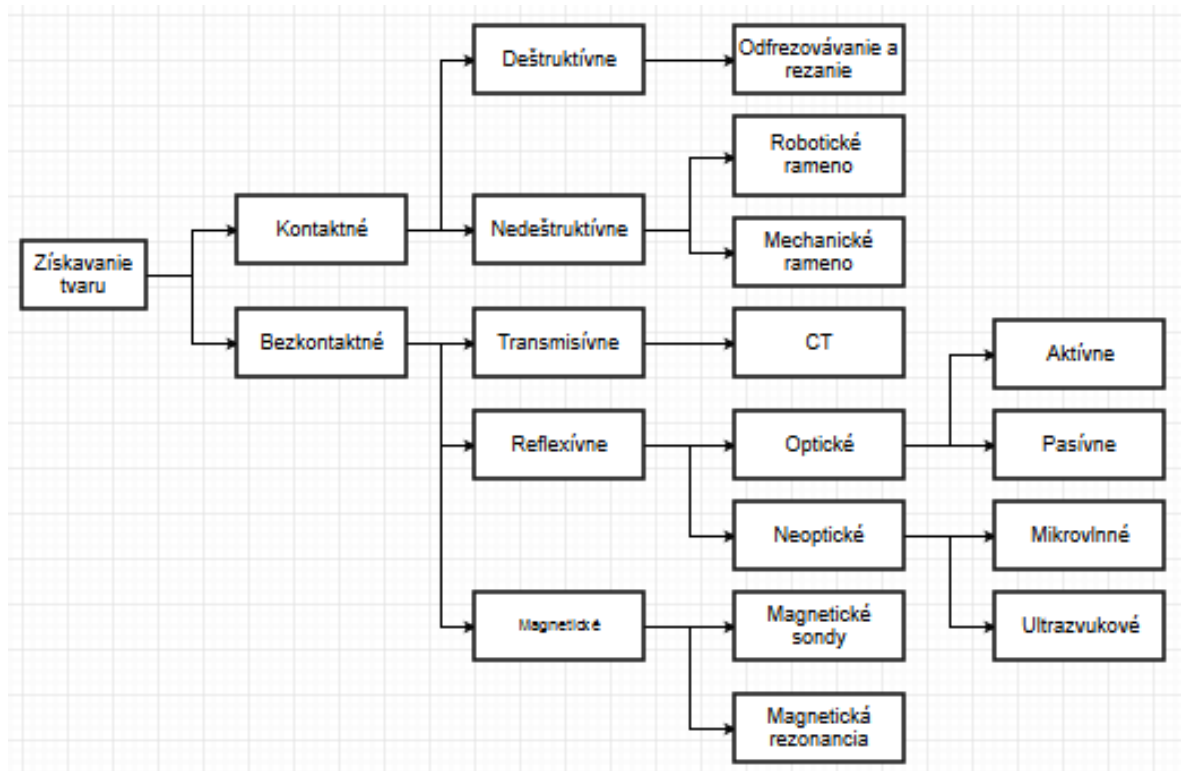 Deštruktívne
Odfrezovávanie a
rezanie
Robotické
rameno
Kontaktné
Nedeštruktívne
Mechanické
rameno
Získavanie
tvaru
Bezkontaktné
Transmisívne
CT
Aktívne
Reflexívne
Optické
Pasívne
Neoptické
Mikrovlnné
Magnetické
Magnetické
sondy
Ultrazvukové
Magnetická
rezonancia